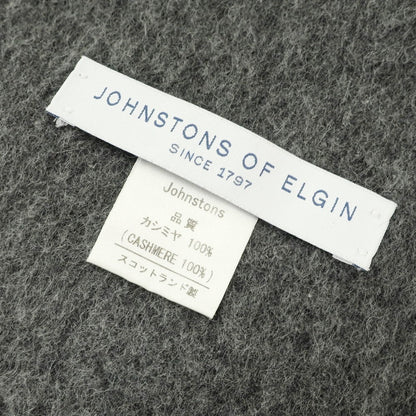 JOHNSTONS OF ELGIN
SINCE 1797
Johnstons
品質
カシミヤ 100%
(CASHMERE 100%)
スコットランド製